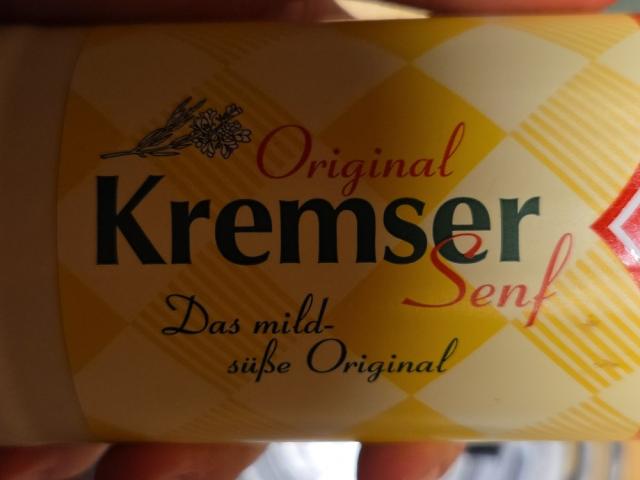 Original
Kremser
Senf
Das mild-
süße Original